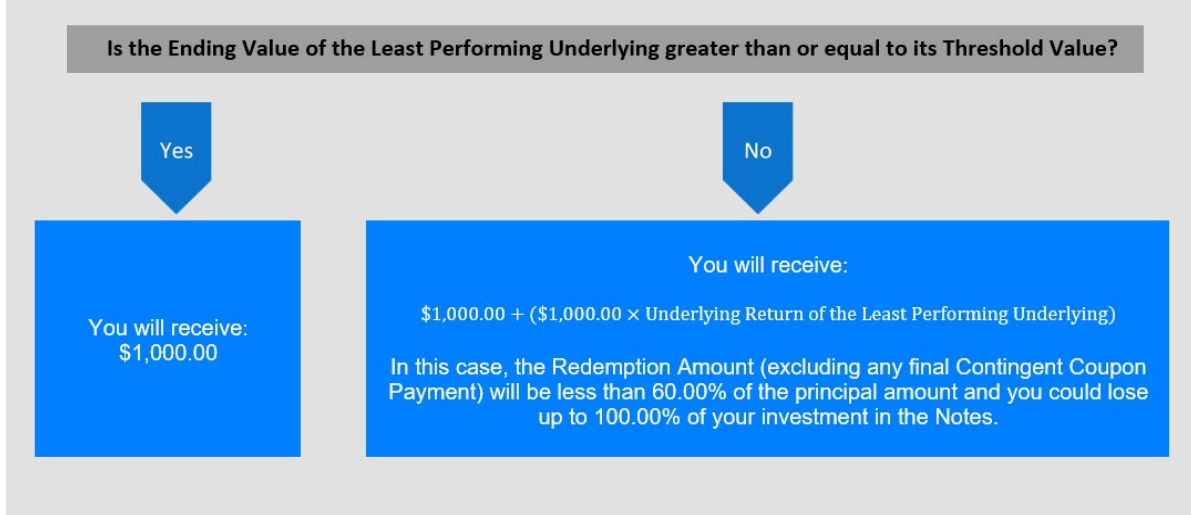 Is the Ending Value of the Least Performing Underlying greater than or equal to its Threshold Value?
Yes
No
You will receive:
$1,000.00
You will receive:
$1,000.00 + ($1,000.00 × Underlying Return of the Least Performing Underlying)
In this case, the Redemption Amount (excluding any final Contingent Coupon
Payment) will be less than 60.00% of the principal amount and you could lose
up to 100.00% of your investment in the Notes.